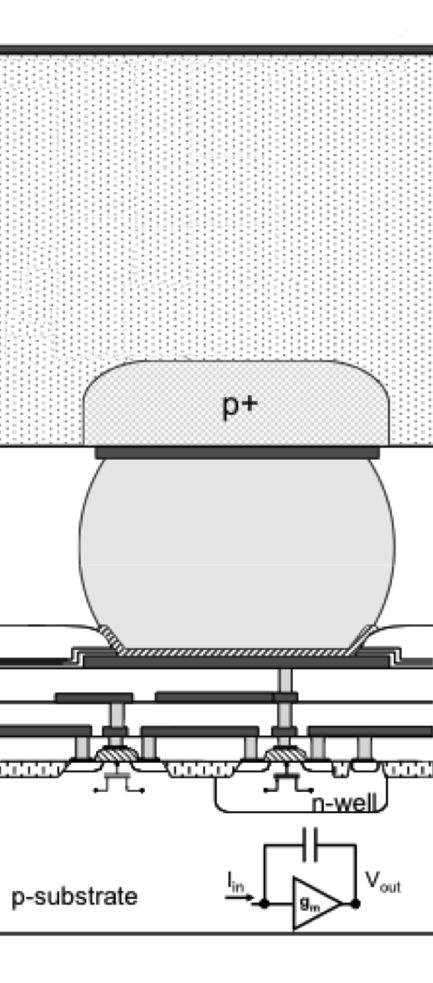 p+
n-well
I_in
V_out
g_m
p-substrate